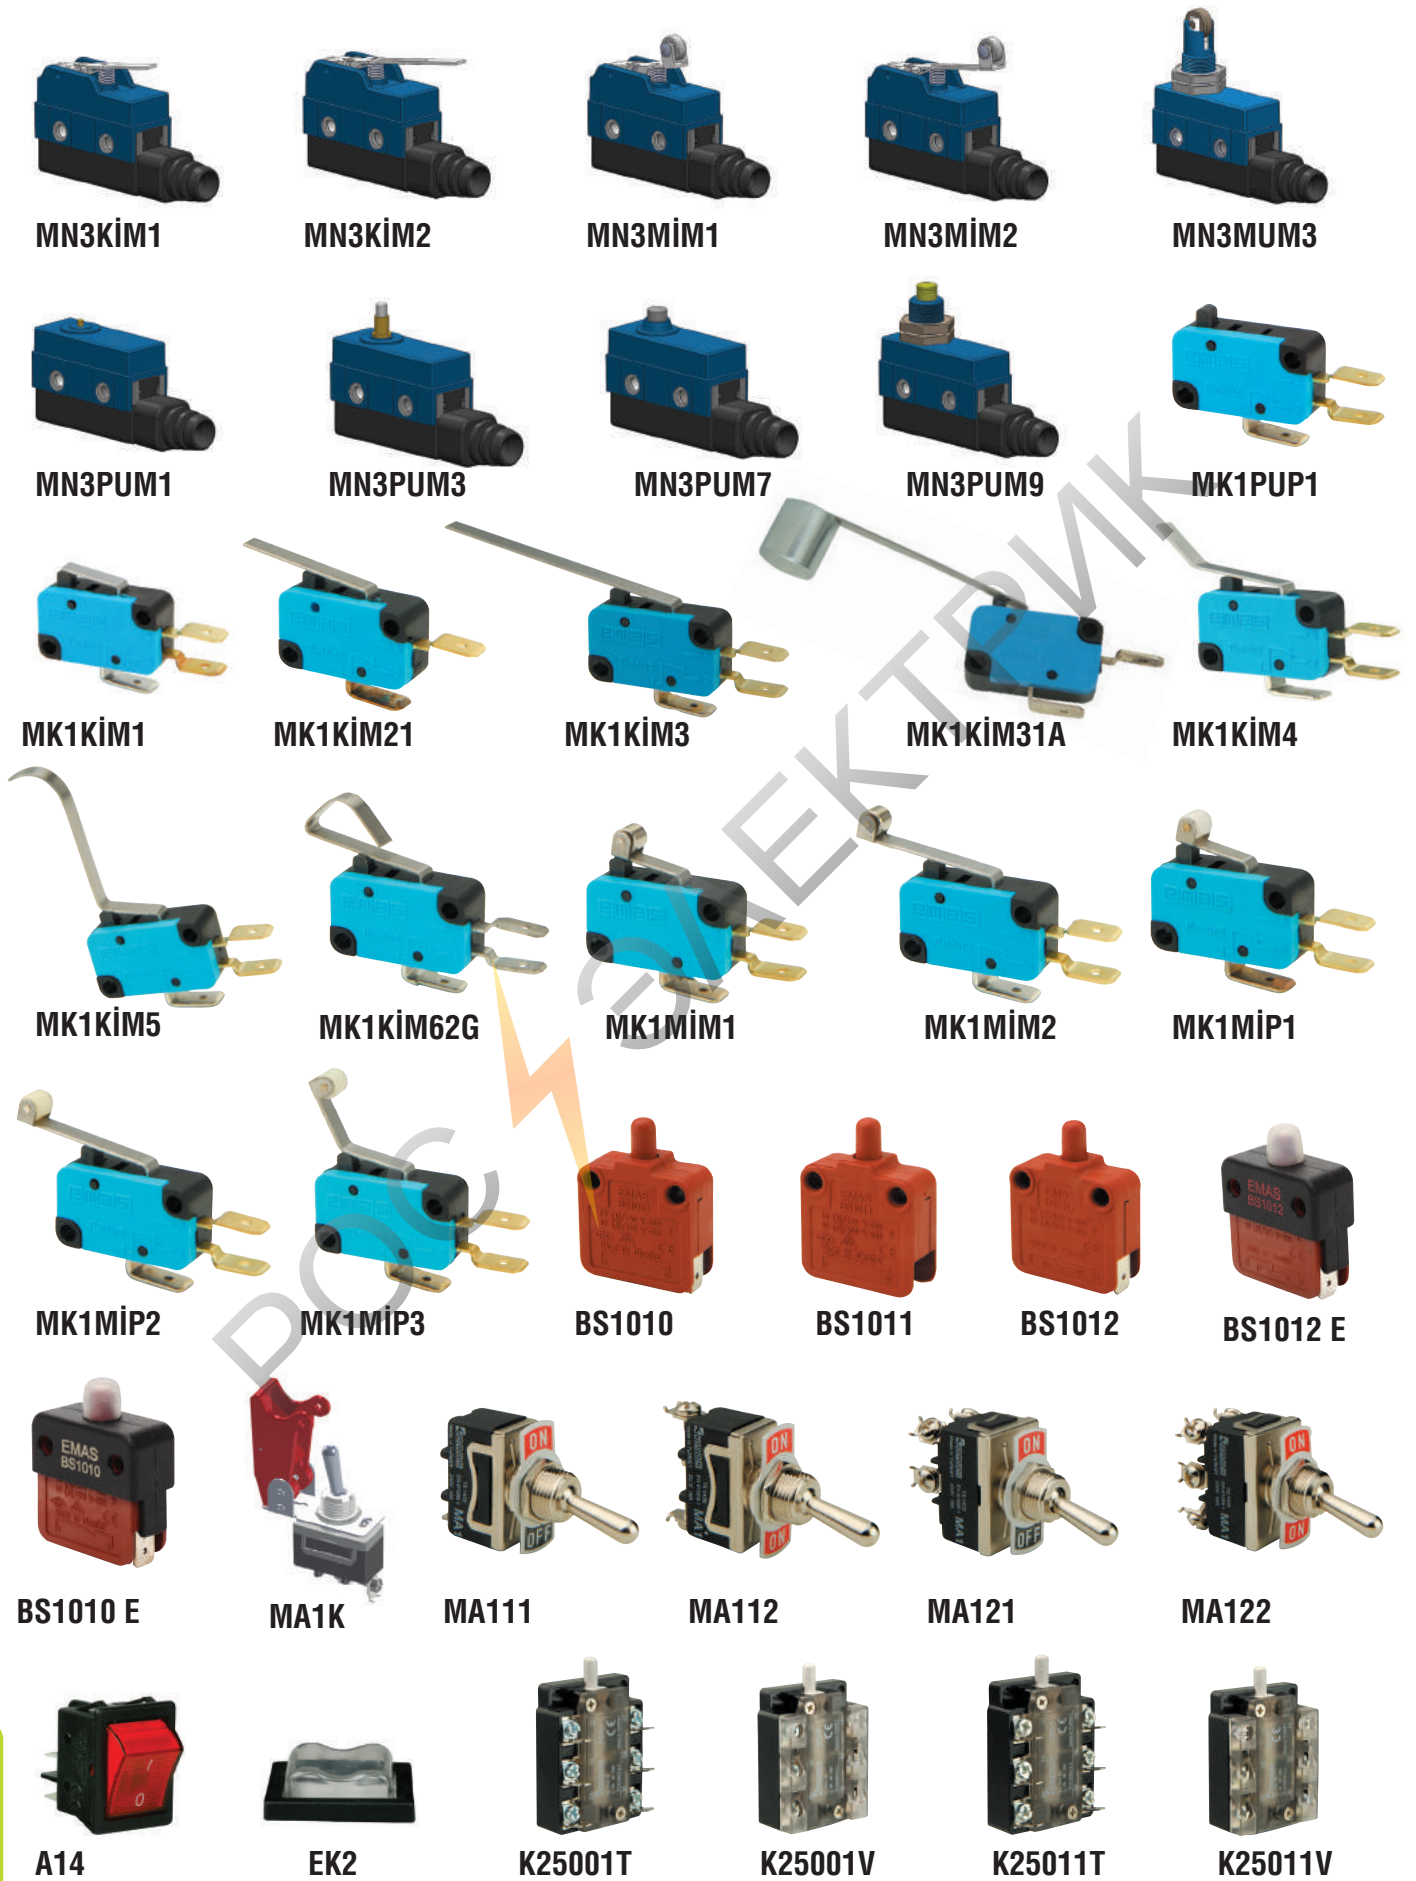 MN3KİM1 MN3KİM2 MN3MİM1 MN3MİM2 MN3MUM3
MN3PUM1 MN3PUM3 MN3PUM7 MN3PUM9 MK1PUP1
MK1KİM1 MK1KİM21 MK1KİM3 MK1KİM31A MK1KİM4
MK1KİM5 MK1KİM62G MK1MİM1 MK1MİM2 MK1MİP1
EMAS
BS1012
MK1MİP2 MK1MİP3 BS1010 BS1011 BS1012 BS1012 E
EMAS
BS1010
ON ON ON ON
OFF ON OFF ON
BS1010 E MA1K MA111 MA112 MA121 MA122
A14 EK2 K25001T K25001V K25011T K25011V
РОС ЭЛЕКТРИК